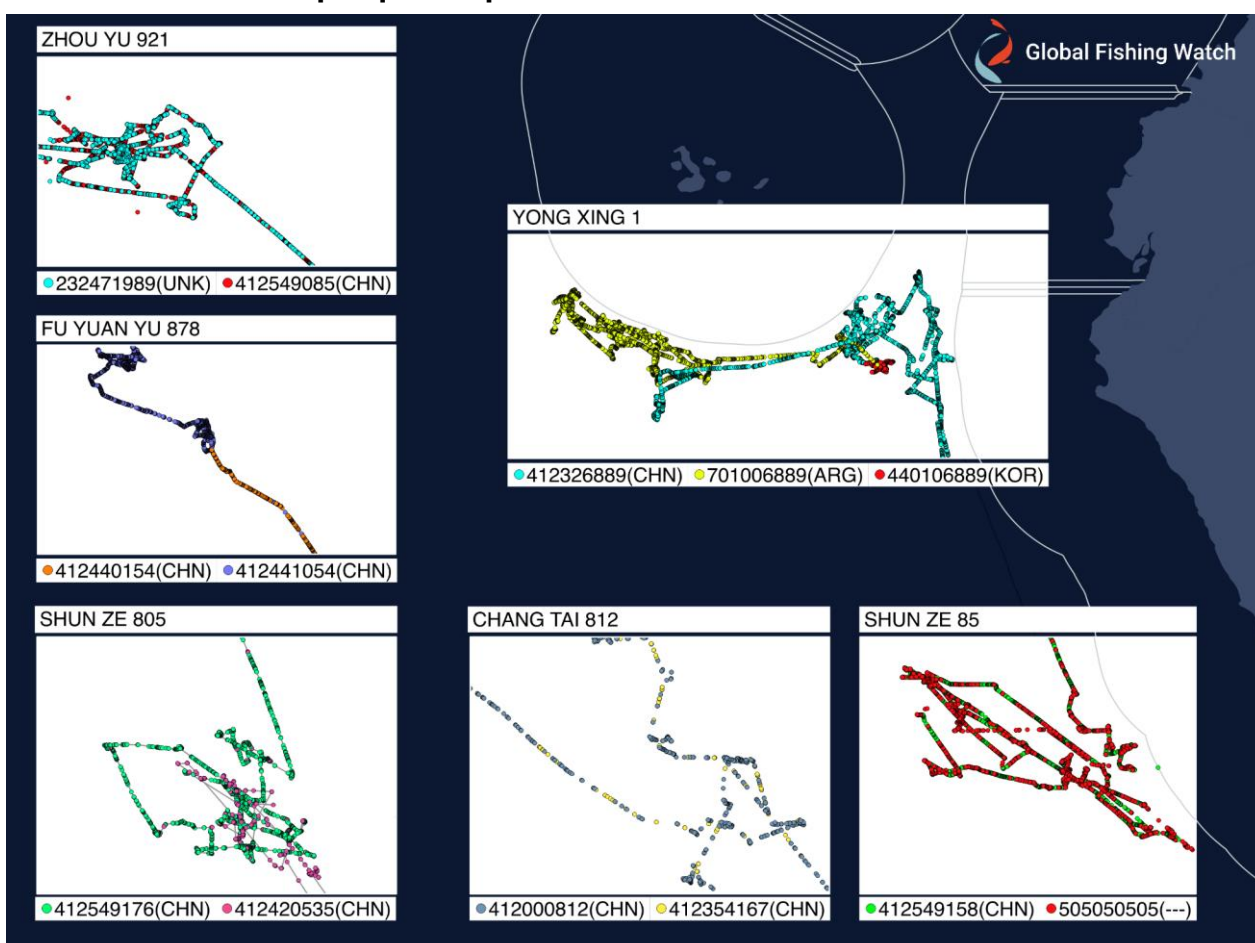 ZHOU YU 921
Global Fishing Watch
232471989(UNK) 412549085(CHN)
YONG XING 1
412326889(CHN) 701006889(ARG) 440106889(KOR)
FU YUAN YU 878
412440154(CHN) 412441054(CHN)
SHUN ZE 805
412549176(CHN) 412420535(CHN)
CHANG TAI 812
412000812(CHN) 412354167(CHN)
SHUN ZE 85
412549158(CHN) 505050505(---)